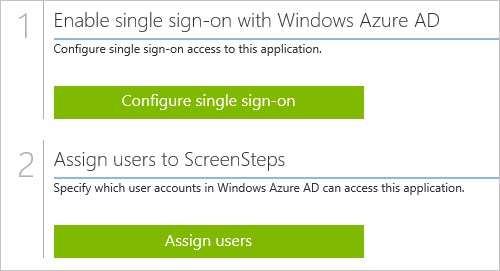 1 Enable single sign-on with Windows Azure AD
Configure single sign-on access to this application.
Configure single sign-on
2 Assign users to ScreenSteps
Specify which user accounts in Windows Azure AD can access this application.
Assign users